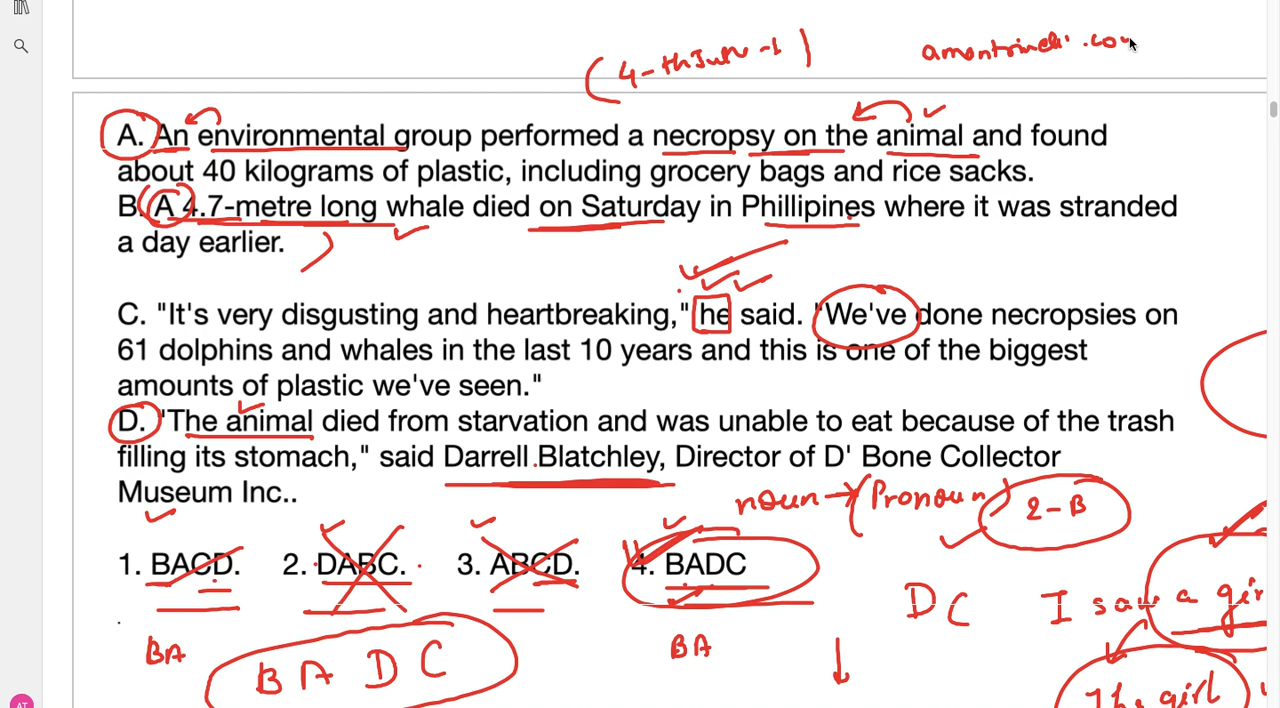 (4-th
A. An environmental group performed a necropsy on the animal and found
about 40 kilograms of plastic, including grocery bags and rice sacks.
B. A 4.7-metre long whale died on Saturday in Phillipines where it was stranded
a day earlier.
C. "It's very disgusting and heartbreaking," he said. "We've done necropsies on
61 dolphins and whales in the last 10 years and this is one of the biggest
amounts of plastic we've seen."
D. "The animal died from starvation and was unable to eat because of the trash
filling its stomach," said Darrell Blatchley, Director of D' Bone Collector
Museum Inc..
noun → (Pronoun)
2-B
1. BACD. 2. DABC. 3. ABCD. 4. BADC
DC I saw a girl
BA BA
BADC
The girl
AT